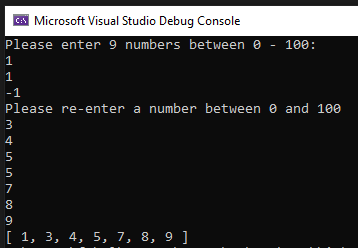 Microsoft Visual Studio Debug Console
Please enter 9 numbers between 0 - 100:
1
1
-1
Please re-enter a number between 0 and 100
3
4
5
5
7
8
9
[ 1, 3, 4, 5, 7, 8, 9 ]